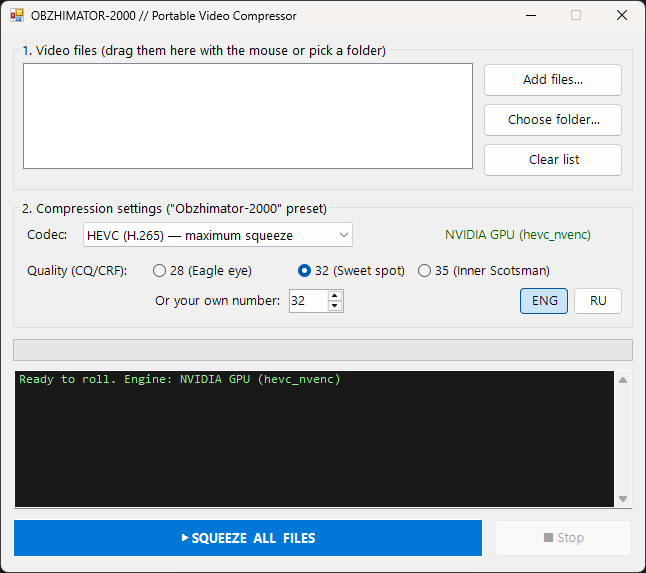 OBZHIMATOR-2000 // Portable Video Compressor
1. Video files (drag them here with the mouse or pick a folder)
Add files...
Choose folder...
Clear list
2. Compression settings ("Obzhimator-2000" preset)
Codec: HEVC (H.265) — maximum squeeze NVIDIA GPU (hevc_nvenc)
Quality (CQ/CRF): 28 (Eagle eye) 32 (Sweet spot) 35 (Inner Scotsman)
Or your own number: 32 ENG RU
Ready to roll. Engine: NVIDIA GPU (hevc_nvenc)
SQUEEZE ALL FILES Stop